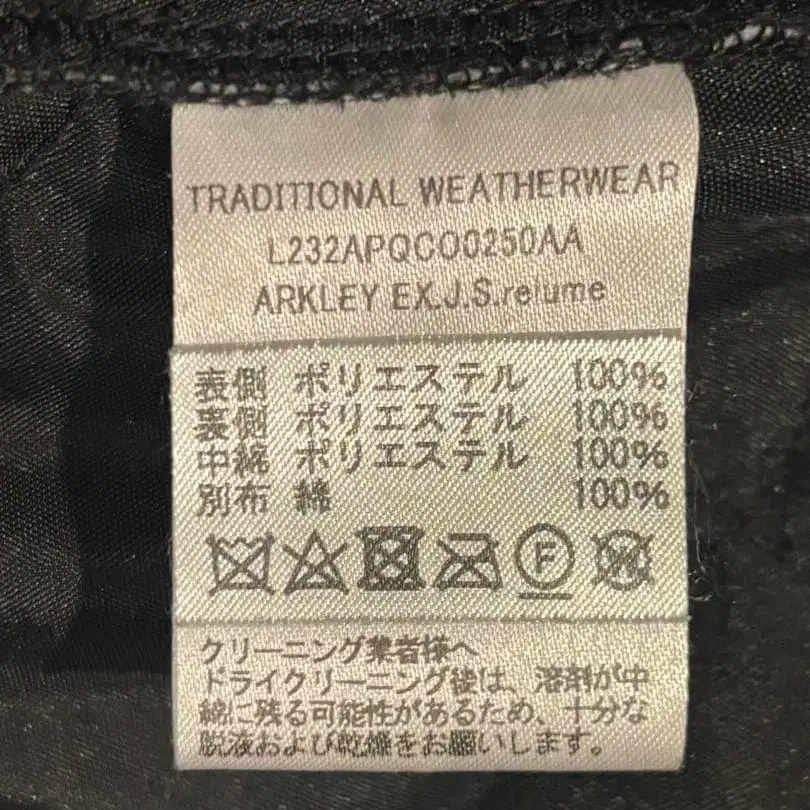 TRADITIONAL WEATHERWEAR
L232APQCO0250AA
ARKLEY EX.J.S.relume
表側 ポリエステル 100%
裏側 ポリエステル 100%
中綿 ポリエステル 100%
別布 綿 100%
F W
クリーニング業者様へ
ドライクリーニング後は、溶剤が中
綿に残る可能性があるため、十分な
脱液および乾燥をお願いします。